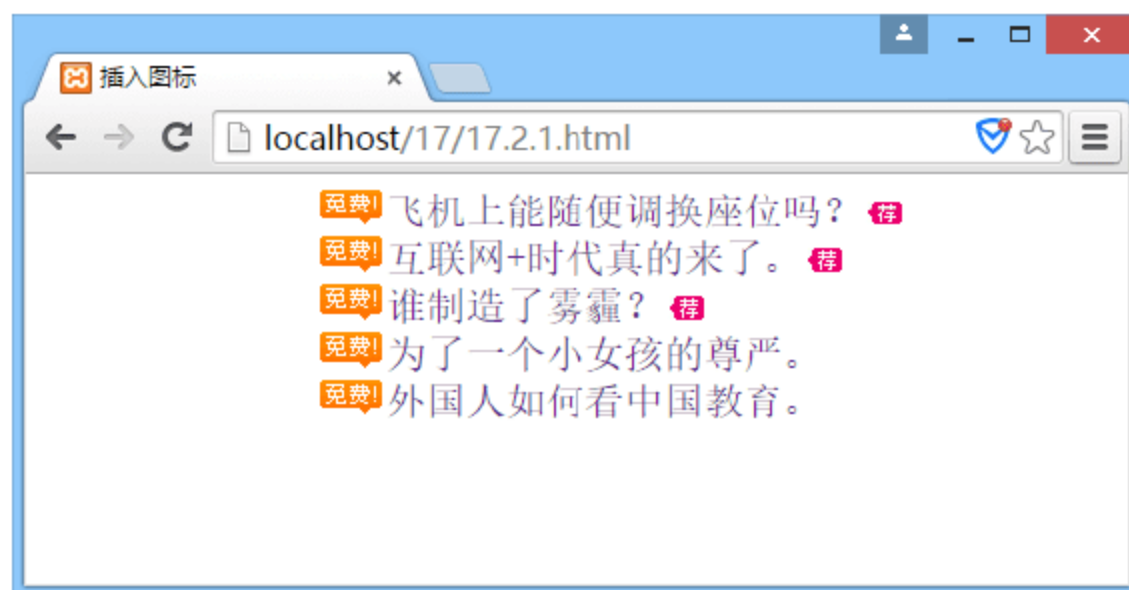 插入图标
localhost/17/17.2.1.html
免费! 飞机上能随便调换座位吗? 荐
免费! 互联网+时代真的来了。 荐
免费! 谁制造了雾霾? 荐
免费! 为了一个小女孩的尊严。
免费! 外国人如何看中国教育。